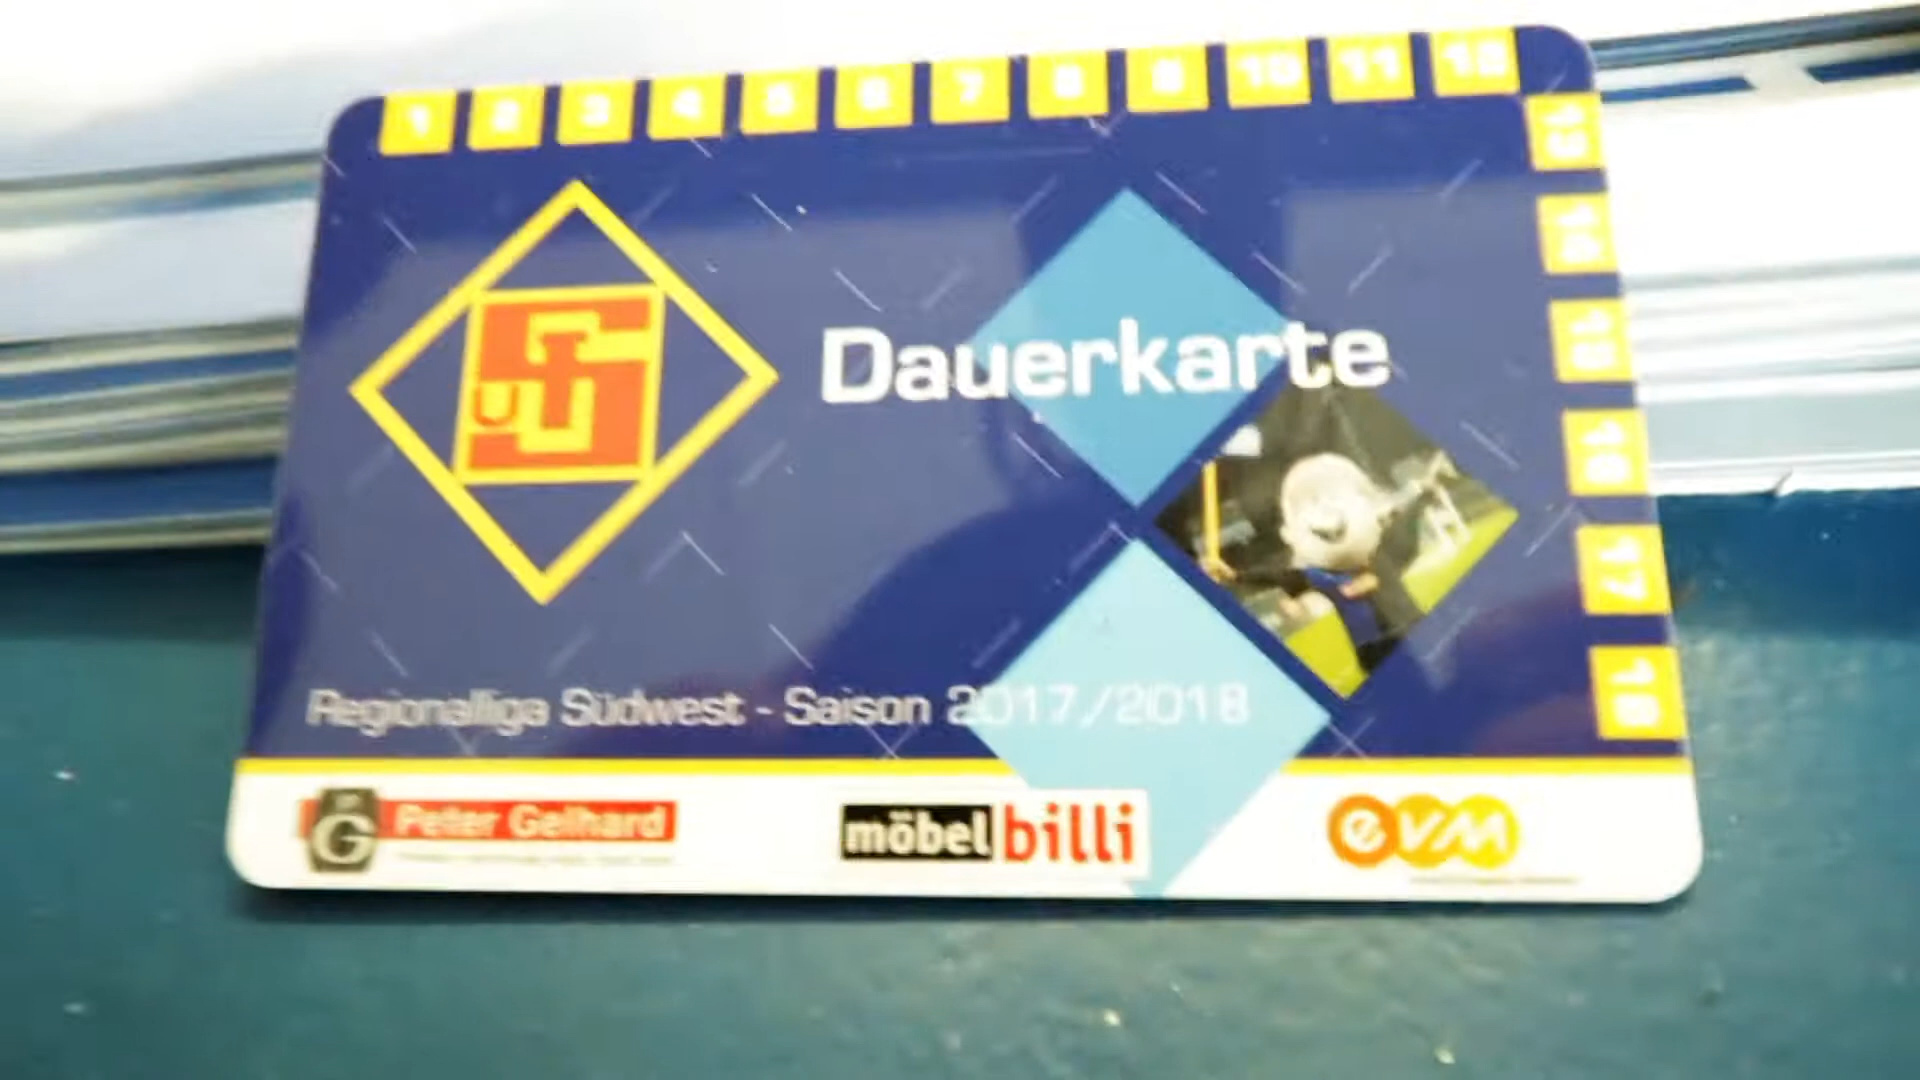 1 2 3 4 5 6 7 8 9 10 11 12
13
14
15
16
17
18
Dauerkarte
Regionalliga Südwest - Saison 2017/2018
G Peter Gelhard
möbel billi
evm